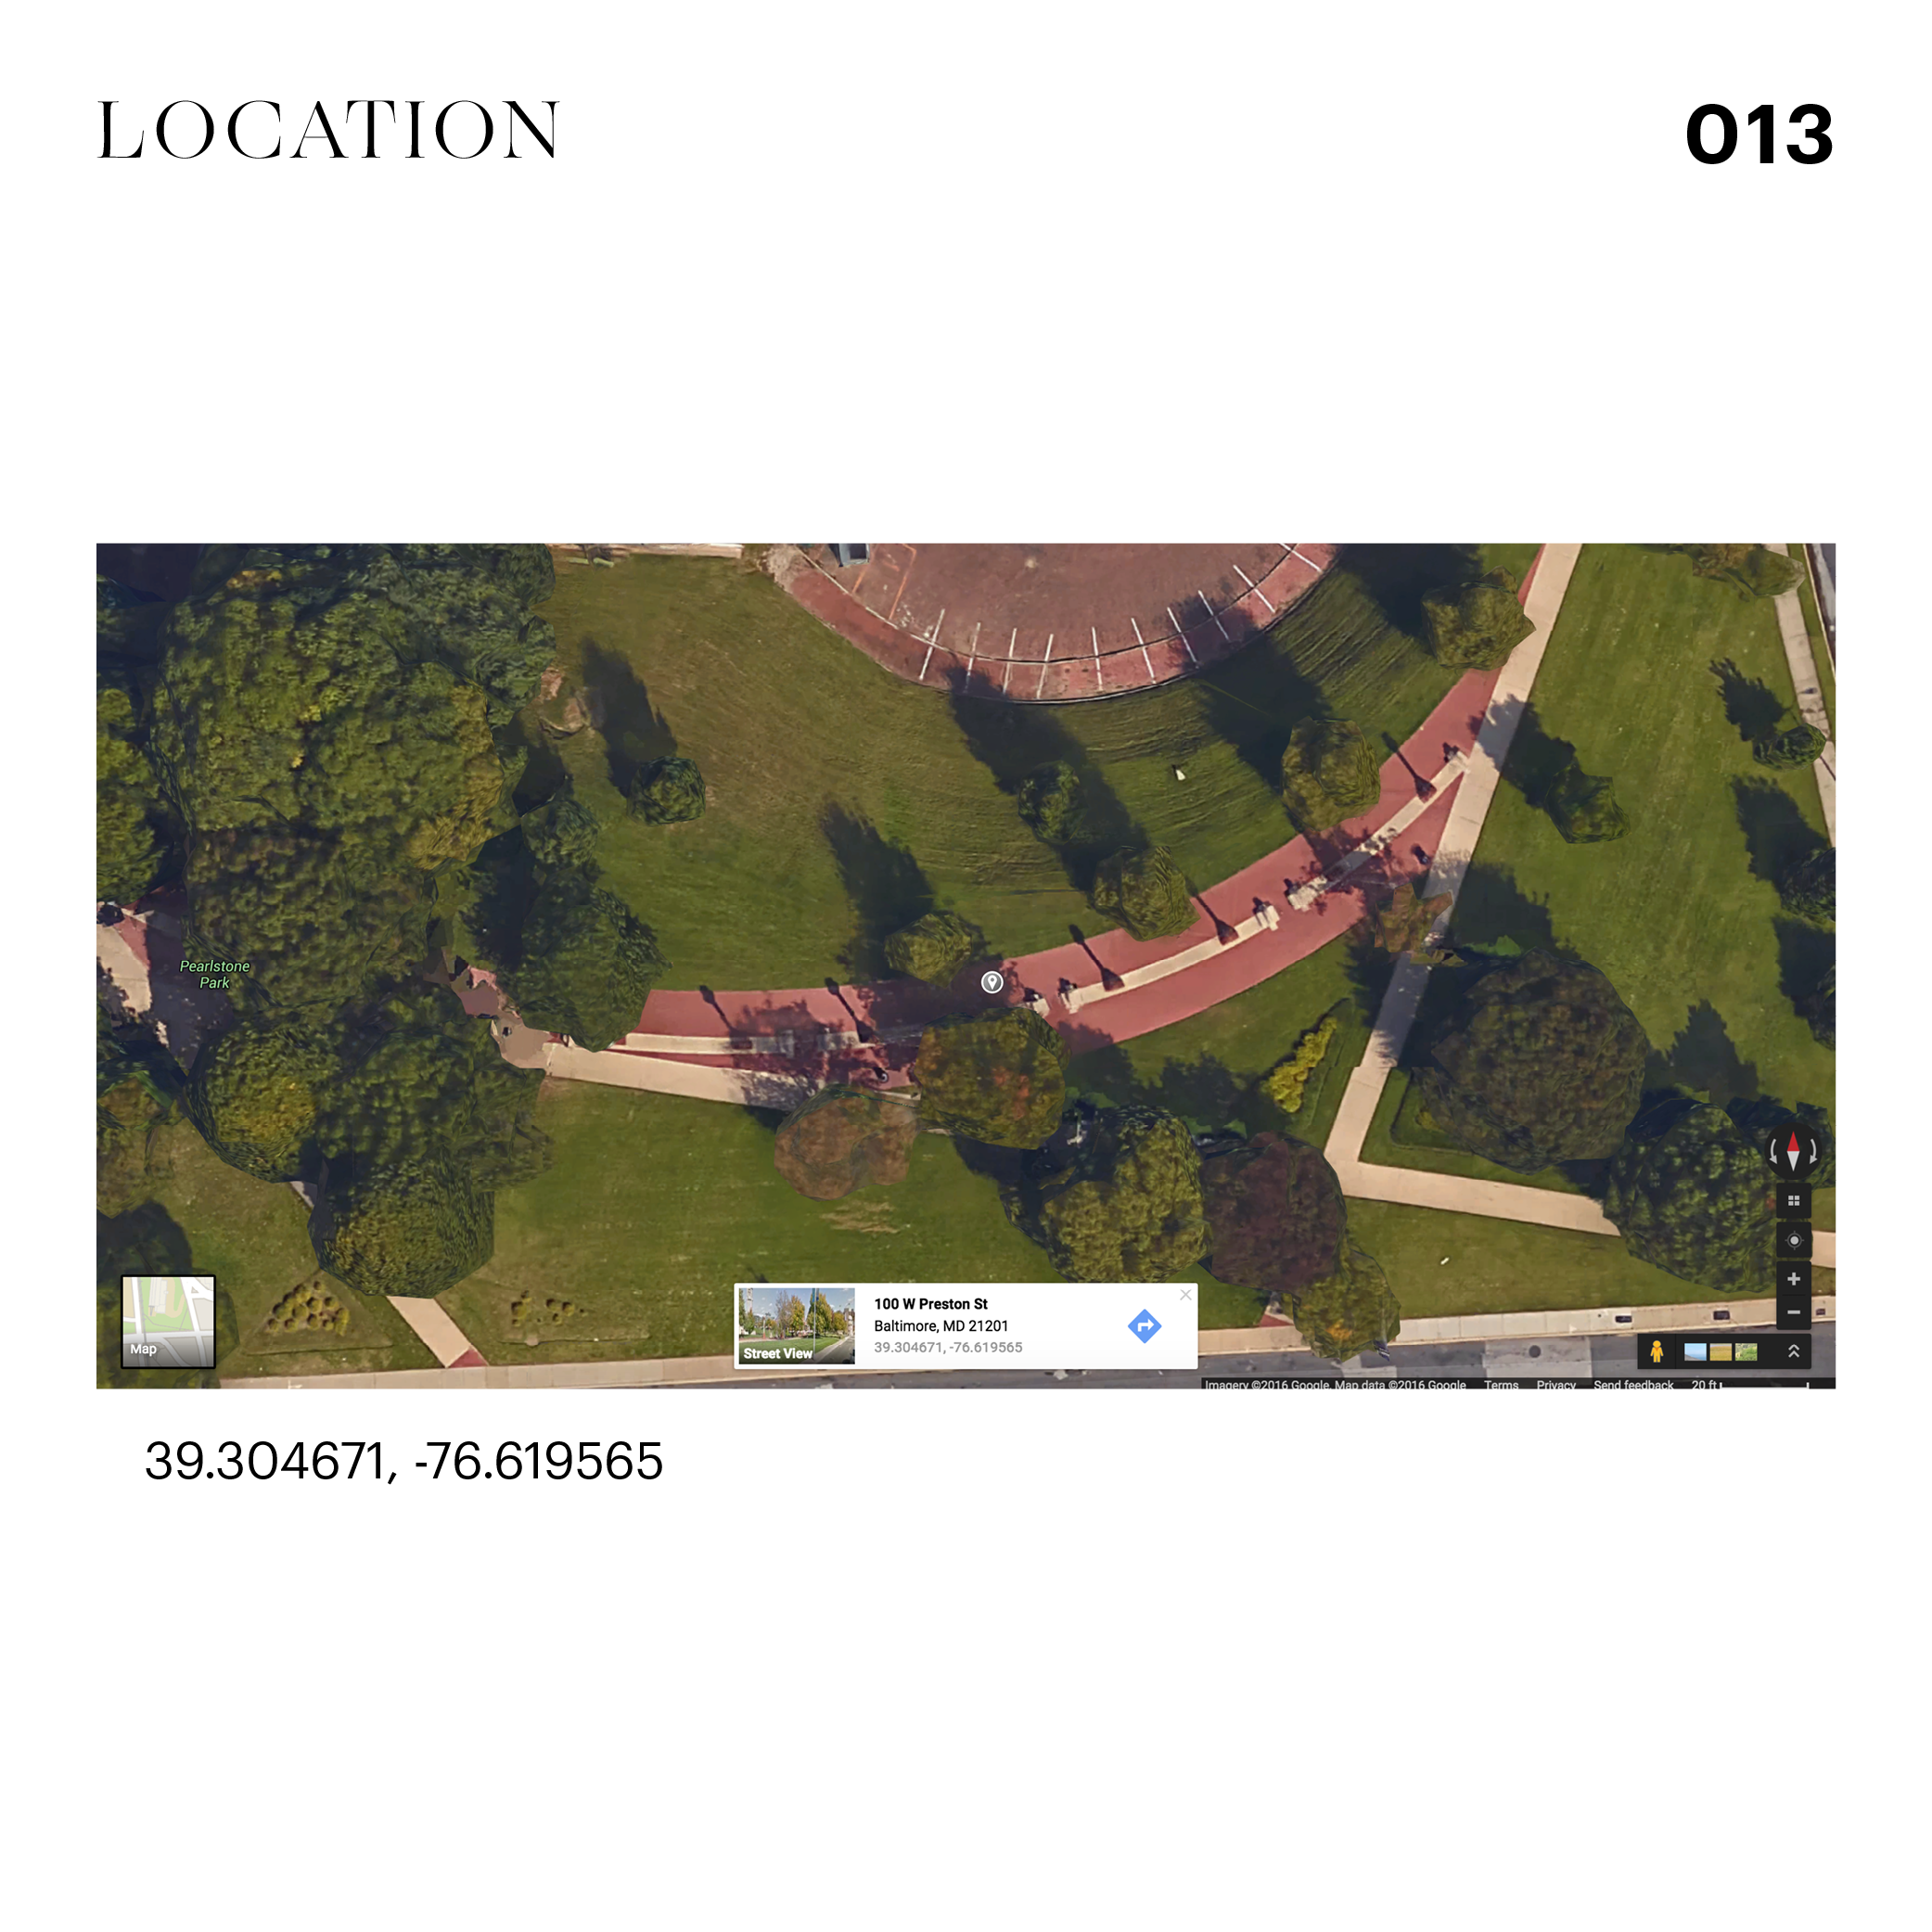 LOCATION
013
Pearlstone
Park
Map
Street View
100 W Preston St
Baltimore, MD 21201
39.304671, -76.619565
Imagery ©2016 Google, Map data ©2016 Google Terms Privacy Send feedback 20 ft
39.304671, -76.619565